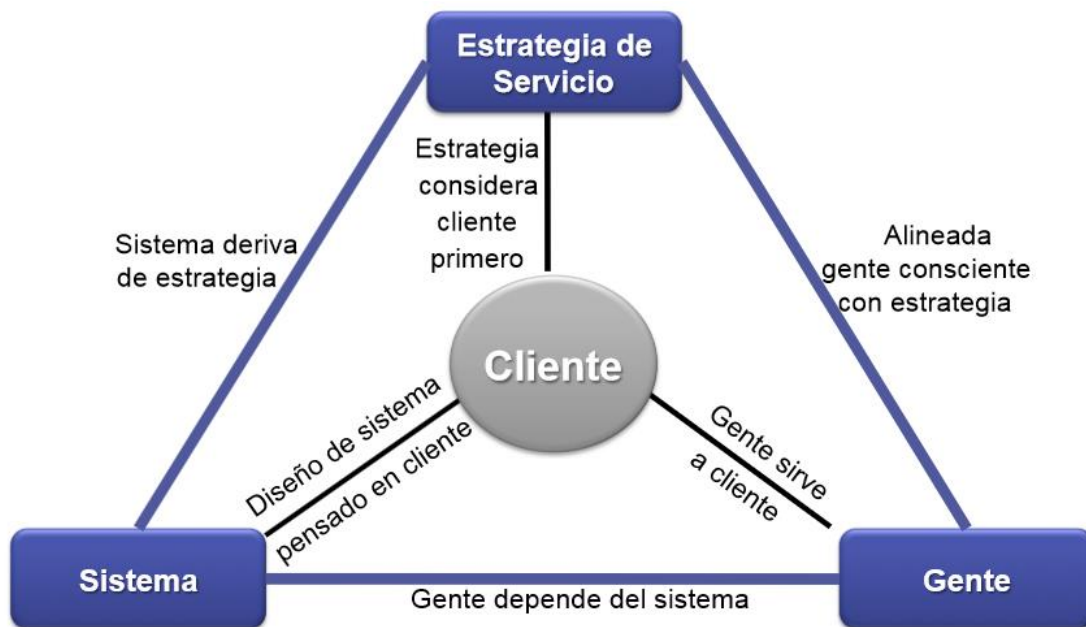 Estrategia de
Servicio
Estrategia
considera
cliente
primero
Sistema deriva
de estrategia
Alineada
gente consciente
con estrategia
Cliente
Diseño de sistema
pensado en cliente
Gente sirve
a cliente
Sistema
Gente depende del sistema
Gente